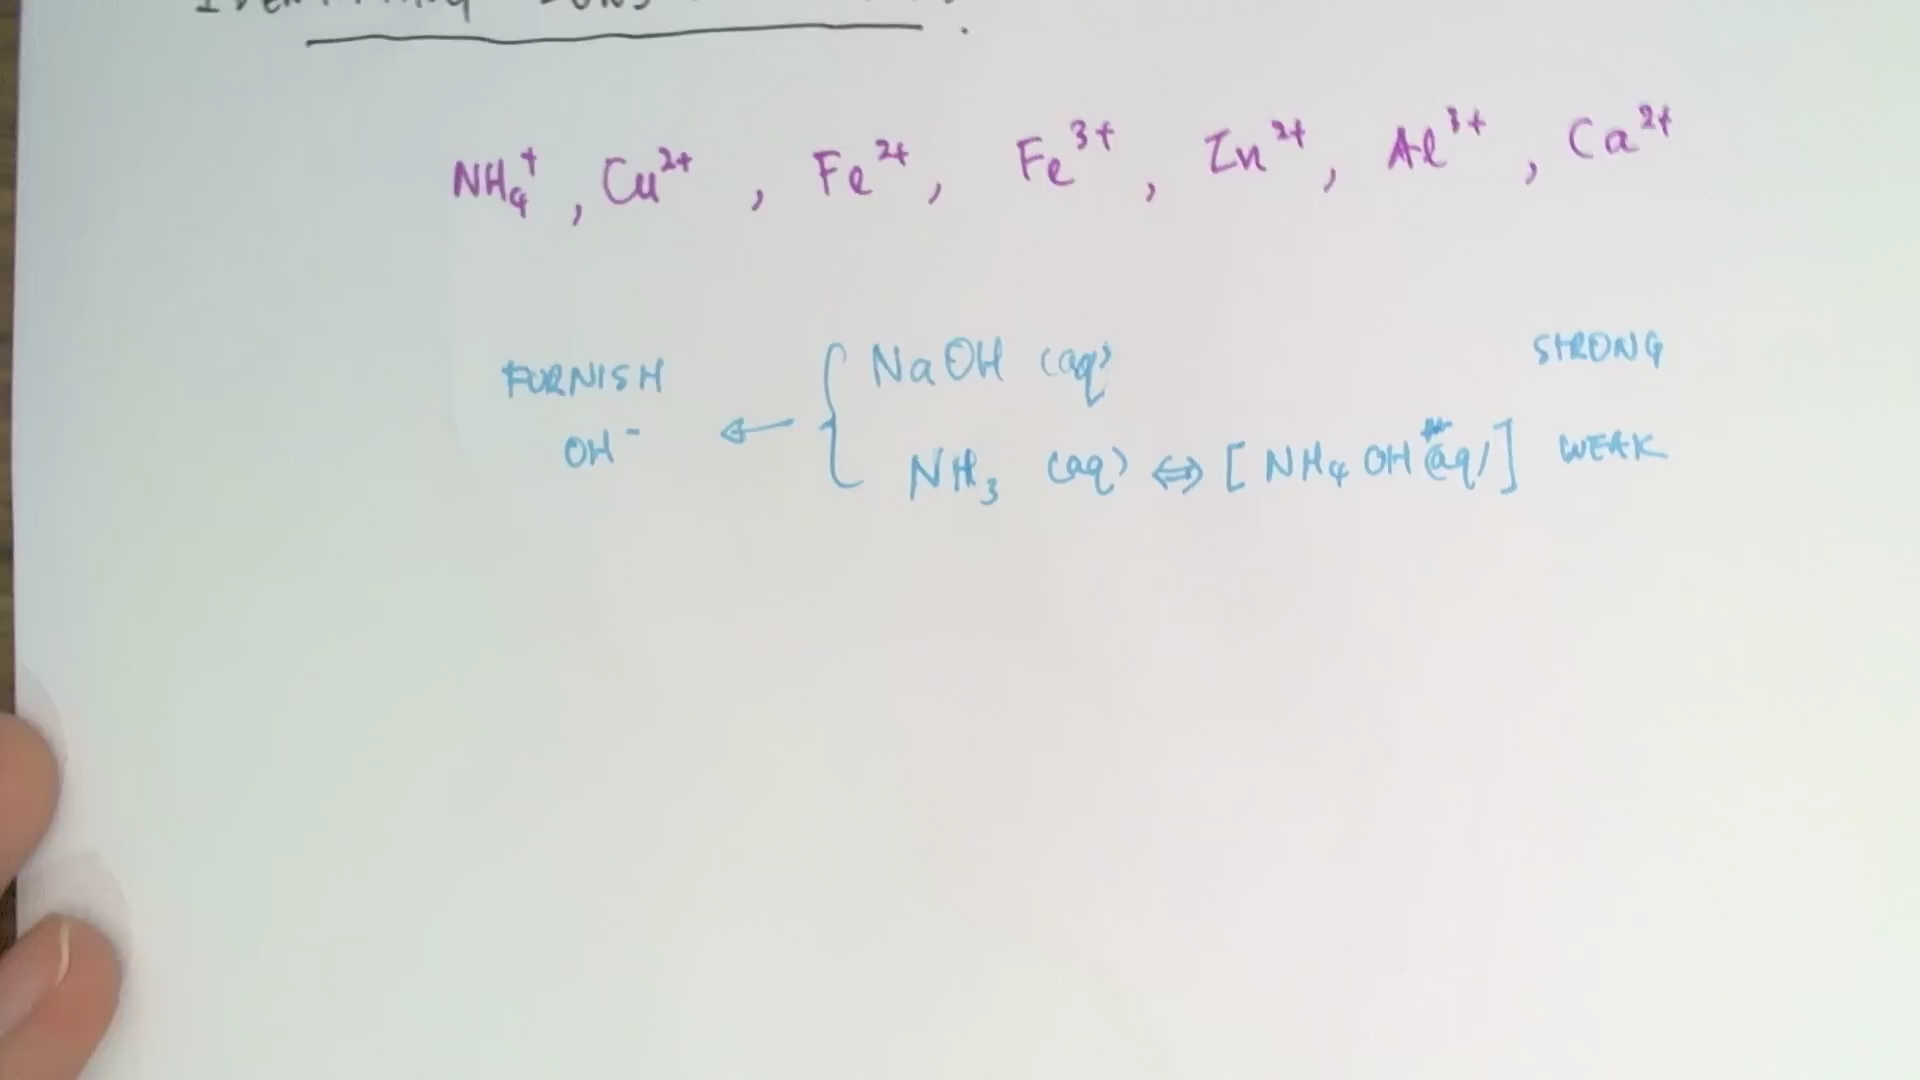 NH₄⁺, Cu²⁺, Fe²⁺, Fe³⁺, Zn²⁺, Al³⁺, Ca²⁺
FURNISH
OH⁻
NaOH (aq) STRONG
NH₃ (aq) ⇔ [NH₄OH (aq)] WEAK